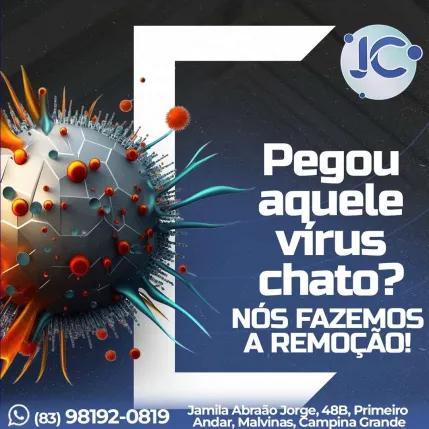 JC
Pegou
aquele
vírus
chato?
NÓS FAZEMOS
A REMOÇÃO!
(83) 98192-0819
Jamila Abraão Jorge, 48B, Primeiro
Andar, Malvinas, Campina Grande